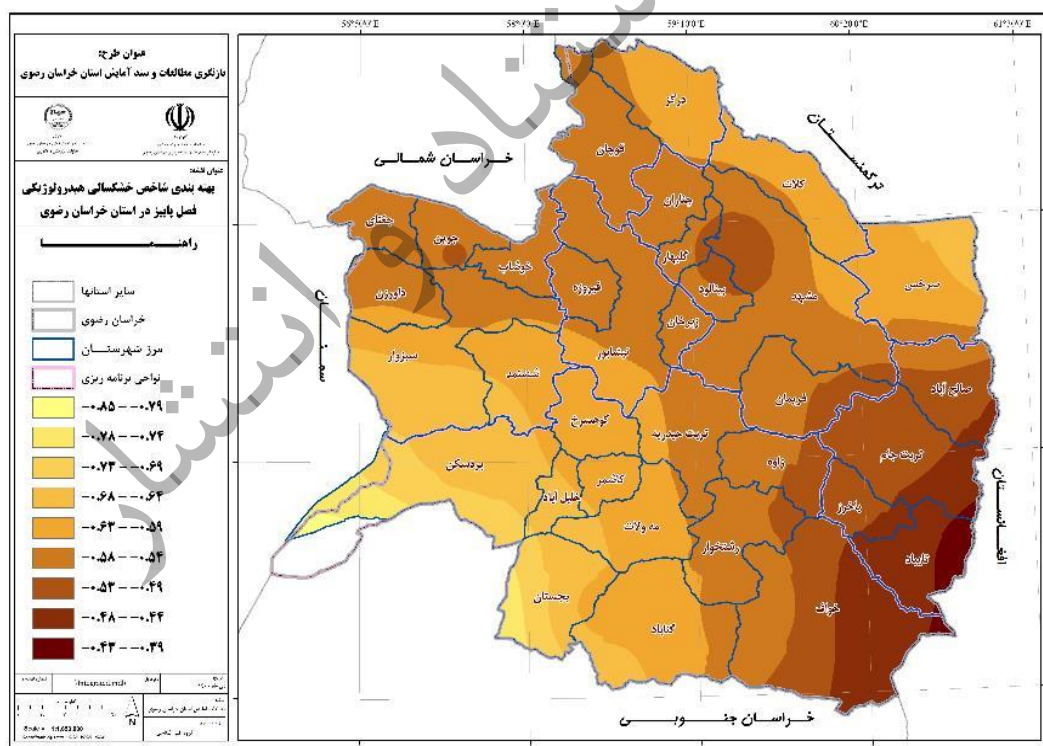 عنوان طرح:
بازنگری مطالعات و سند آمایش استان خراسان رضوی
عنوان نقشه:
پهنه بندی شاخص خشکسالی هیدرولوژیکی
فصل پاییز در استان خراسان رضوی
راهنما
سایر استانها
خراسان رضوی
مرز شهرستان
نواحی برنامه ریزی
-۰.۸۵ - -۰.۷۹
-۰.۷۸ - -۰.۷۴
-۰.۷۳ - -۰.۶۹
-۰.۶۸ - -۰.۶۴
-۰.۶۳ - -۰.۵۹
-۰.۵۸ - -۰.۵۴
-۰.۵۳ - -۰.۴۹
-۰.۴۸ - -۰.۴۴
-۰.۴۳ - -۰.۳۹
N
خراسان شمالی
ترکمنستان
سمنان
افغانستان
خراسان جنوبی
درگز
قوچان
کلات
چناران
جغتای
جوین
خوشاب
گلبهار
فیروزه
بینالود
مشهد
سرخس
داورزن
زبرخان
نیشابور
سبزوار
ششتمد
صالح آباد
فریمان
کوهسرخ
تربت حیدریه
تربت جام
زاوه
بردسکن
کاشمر
خلیل آباد
باخرز
مه ولات
رشتخوار
تایباد
بجستان
گناباد
خواف
استناد و انتشار